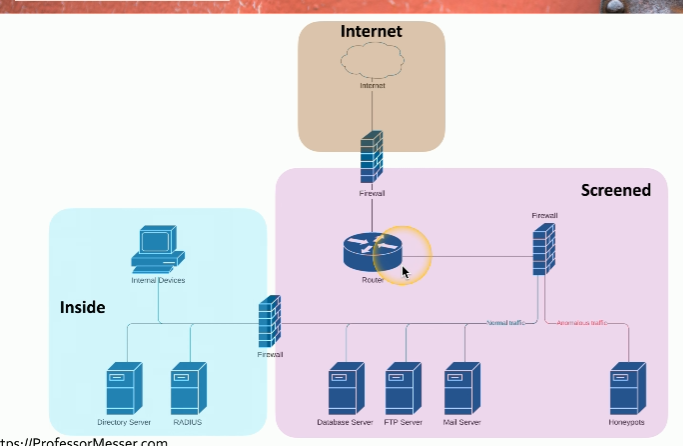 Internet
Internet
Firewall
Screened
Firewall
Router
Internal Devices
Inside
Normal traffic
Anomalous traffic
Firewall
Directory Server
RADIUS
Database Server
FTP Server
Mail Server
Honeypots
tps://ProfessorMesser.com